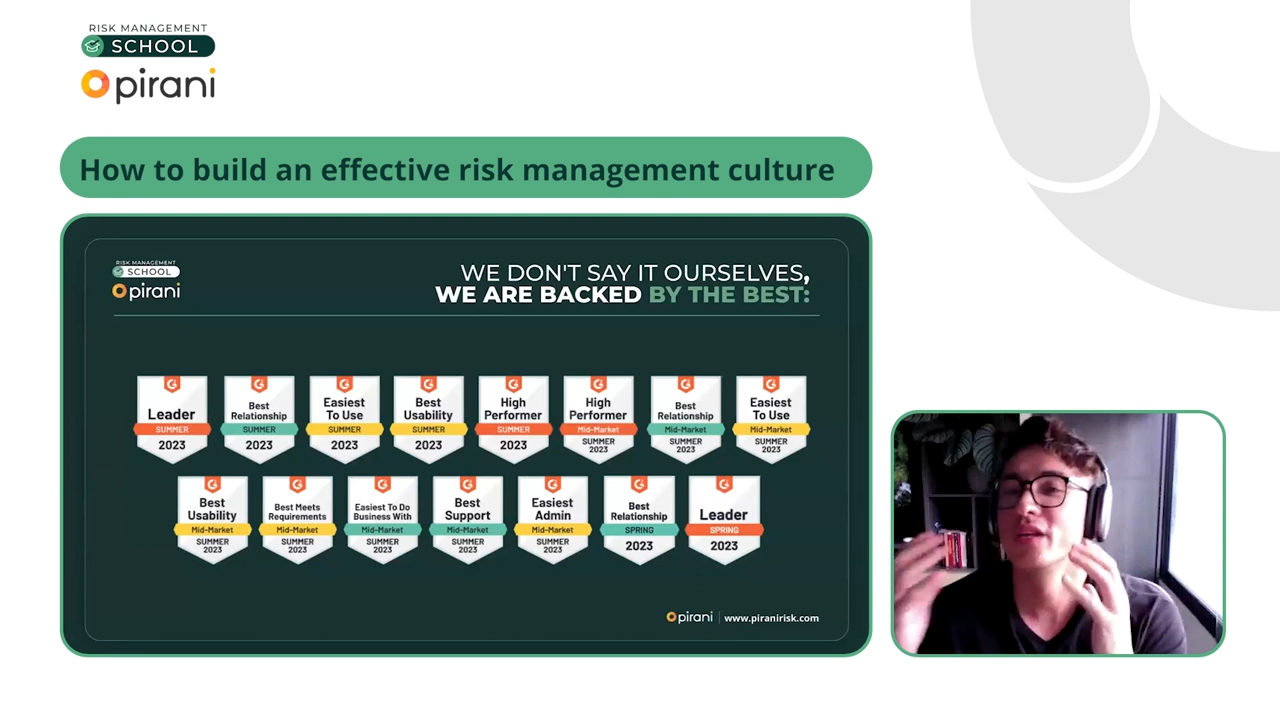 RISK MANAGEMENT
SCHOOL
pirani
How to build an effective risk management culture
RISK MANAGEMENT
SCHOOL
pirani
WE DON'T SAY IT OURSELVES,
WE ARE BACKED BY THE BEST:
Leader
SUMMER
2023
Best
Relationship
SUMMER
2023
Easiest
To Use
SUMMER
2023
Best
Usability
SUMMER
2023
High
Performer
SUMMER
2023
High
Performer
Mid-Market
SUMMER
2023
Best
Relationship
Mid-Market
SUMMER
2023
Easiest
To Use
Mid-Market
SUMMER
2023
Best
Usability
Mid-Market
SUMMER
2023
Best Meets
Requirements
Mid-Market
SUMMER
2023
Easiest To Do
Business With
Mid-Market
SUMMER
2023
Best
Support
Mid-Market
SUMMER
2023
Easiest
Admin
Mid-Market
SUMMER
2023
Best
Relationship
SPRING
2023
Leader
SPRING
2023
pirani | www.piranirisk.com